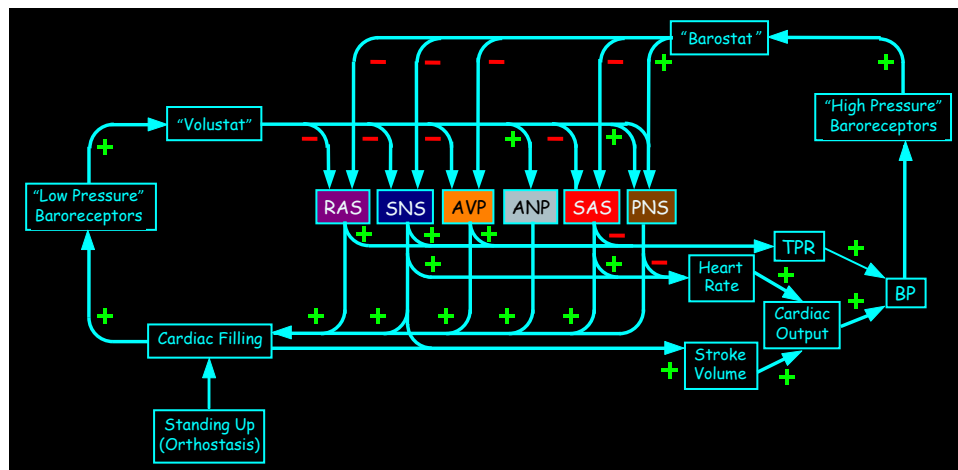 “Barostat”
“High Pressure”
Baroreceptors
“Volustat”
“Low Pressure”
Baroreceptors
RAS
SNS
AVP
ANP
SAS
PNS
TPR
Heart
Rate
BP
Cardiac
Output
Cardiac Filling
Stroke
Volume
Standing Up
(Orthostasis)